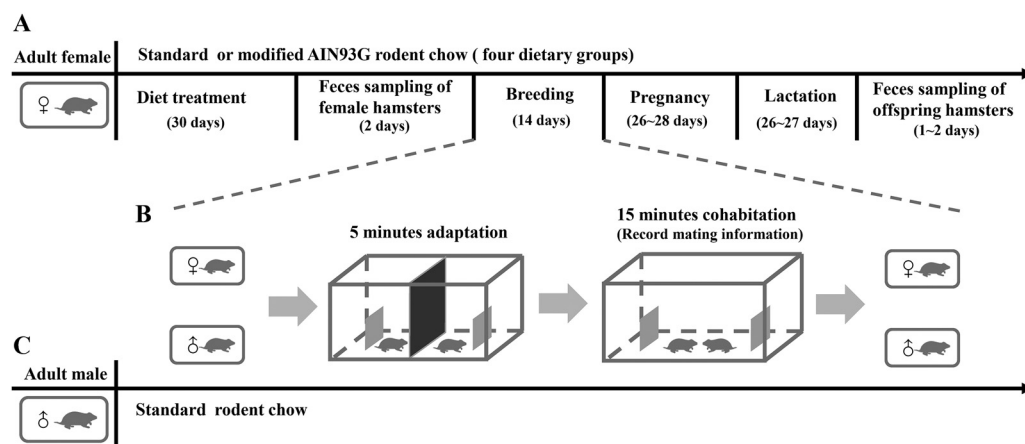 A
Adult female
Standard or modified AIN93G rodent chow ( four dietary groups)
♀
Diet treatment
(30 days)
Feces sampling of
female hamsters
(2 days)
Breeding
(14 days)
Pregnancy
(26~28 days)
Lactation
(26~27 days)
Feces sampling of
offspring hamsters
(1~2 days)
B
5 minutes adaptation
15 minutes cohabitation
(Record mating information)
♀
♀
♂
♂
C
Adult male
♂
Standard rodent chow